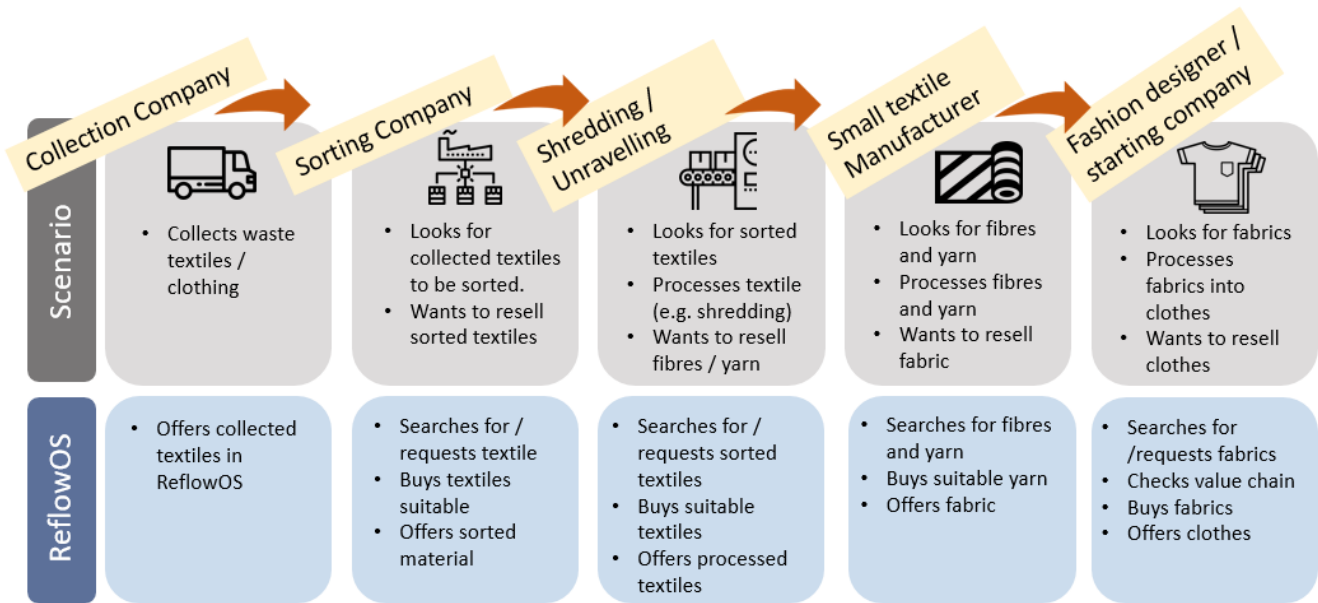 Collection Company
Sorting Company
Shredding /
Unravelling
Small textile
Manufacturer
Fashion designer /
starting company
Scenario
• Collects waste
textiles /
clothing
• Looks for
collected textiles
to be sorted.
• Wants to resell
sorted textiles
• Looks for sorted
textiles
• Processes textile
(e.g. shredding)
• Wants to resell
fibres / yarn
• Looks for fibres
and yarn
• Processes fibres
and yarn
• Wants to resell
fabric
• Looks for fabrics
• Processes
fabrics into
clothes
• Wants to resell
clothes
ReflowOS
• Offers collected
textiles in
ReflowOS
• Searches for /
requests textile
• Buys textiles
suitable
• Offers sorted
material
• Searches for /
requests sorted
textiles
• Buys suitable
textiles
• Offers processed
textiles
• Searches for fibres
and yarn
• Buys suitable yarn
• Offers fabric
• Searches for
/requests fabrics
• Checks value chain
• Buys fabrics
• Offers clothes